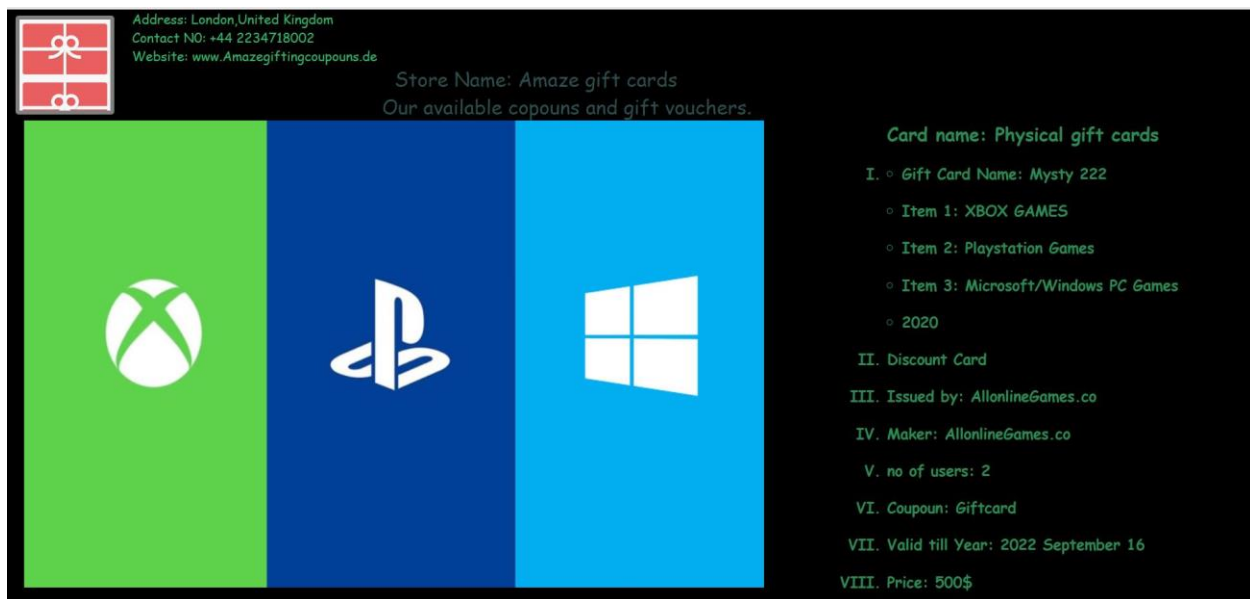 Address: London,United Kingdom
Contact N0: +44 2234718002
Website: www.Amazegiftingcoupouns.de
Store Name: Amaze gift cards
Our available copouns and gift vouchers.
Card name: Physical gift cards
I. ○ Gift Card Name: Mysty 222
○ Item 1: XBOX GAMES
○ Item 2: Playstation Games
○ Item 3: Microsoft/Windows PC Games
○ 2020
II. Discount Card
III. Issued by: AllonlineGames.co
IV. Maker: AllonlineGames.co
V. no of users: 2
VI. Coupoun: Giftcard
VII. Valid till Year: 2022 September 16
VIII. Price: 500$